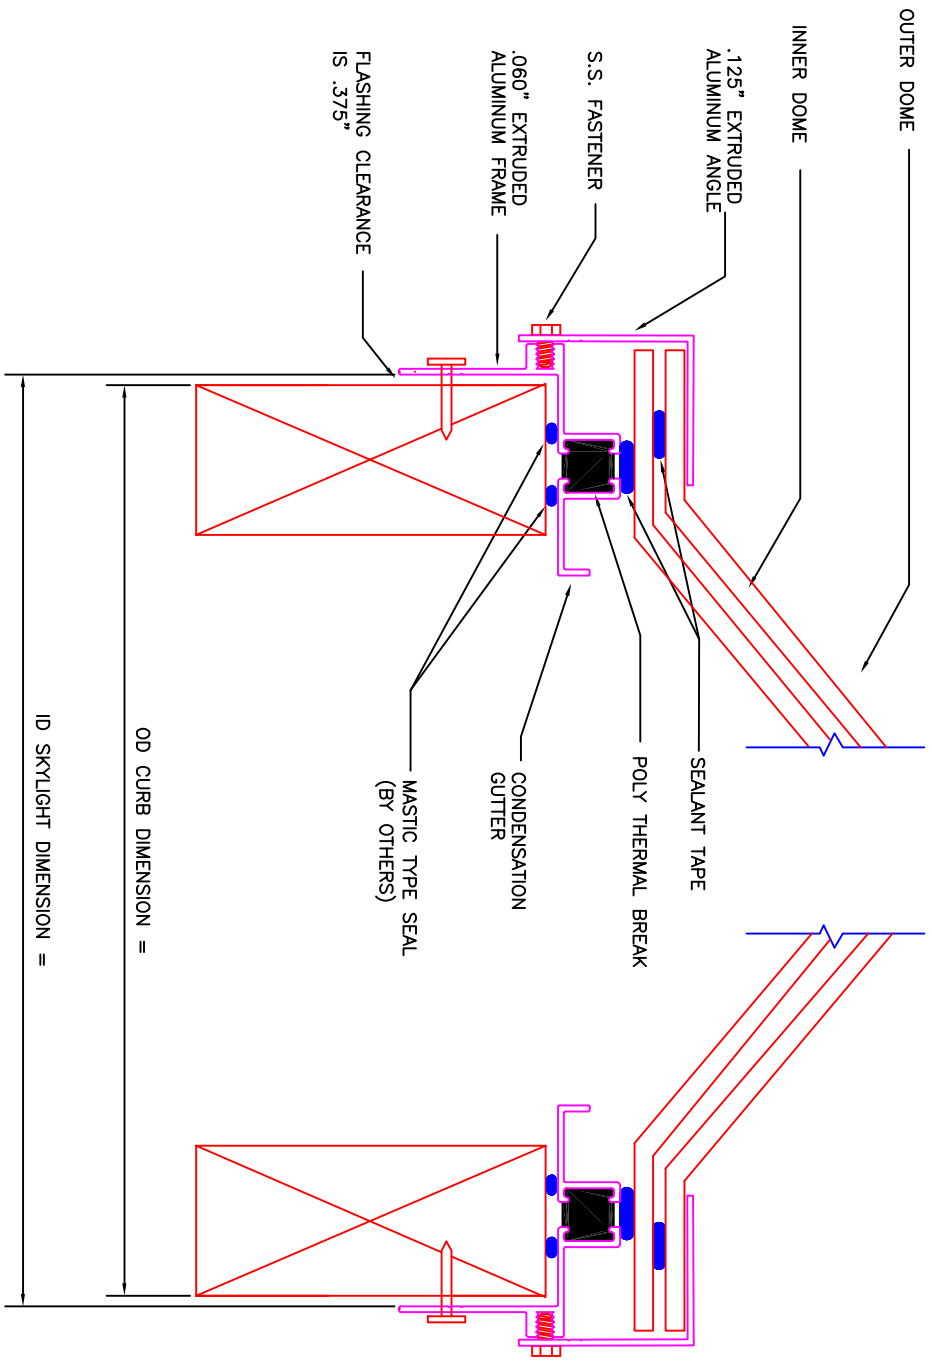 OUTER DOME
INNER DOME
.125" EXTRUDED
ALUMINUM ANGLE
S.S. FASTENER
.060" EXTRUDED
ALUMINUM FRAME
FLASHING CLEARANCE
IS .375"
SEALANT TAPE
POLY THERMAL BREAK
CONDENSATION
GUTTER
MASTIC TYPE SEAL
(BY OTHERS)
OD CURB DIMENSION =
ID SKYLIGHT DIMENSION =